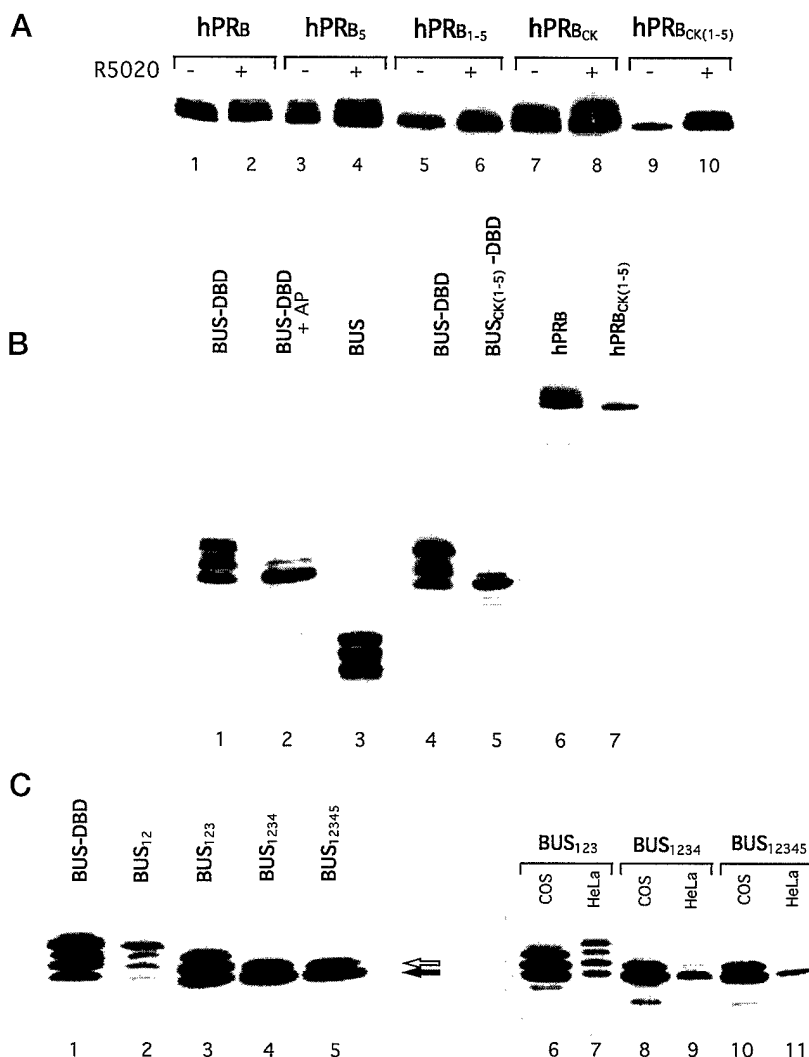 A
hPRB hPRB5 hPRB1-5 hPRBCK hPRBCK(1-5)
R5020 - + - + - + - + - +
1 2 3 4 5 6 7 8 9 10
B
BUS-DBD BUS-DBD + AP BUS BUS-DBD BUSCK(1-5)-DBD hPRB hPRBCK(1-5)
1 2 3 4 5 6 7
C
BUS-DBD BUS12 BUS123 BUS1234 BUS12345
BUS123 BUS1234 BUS12345
COS HeLa COS HeLa COS HeLa
1 2 3 4 5 6 7 8 9 10 11